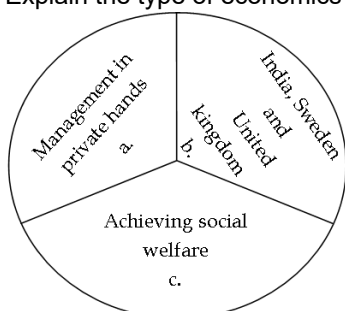 Explain the type of economics
Management in
private hands
a.
India, Sweden
and
United
kingdom
b.
Achieving social
welfare
c.